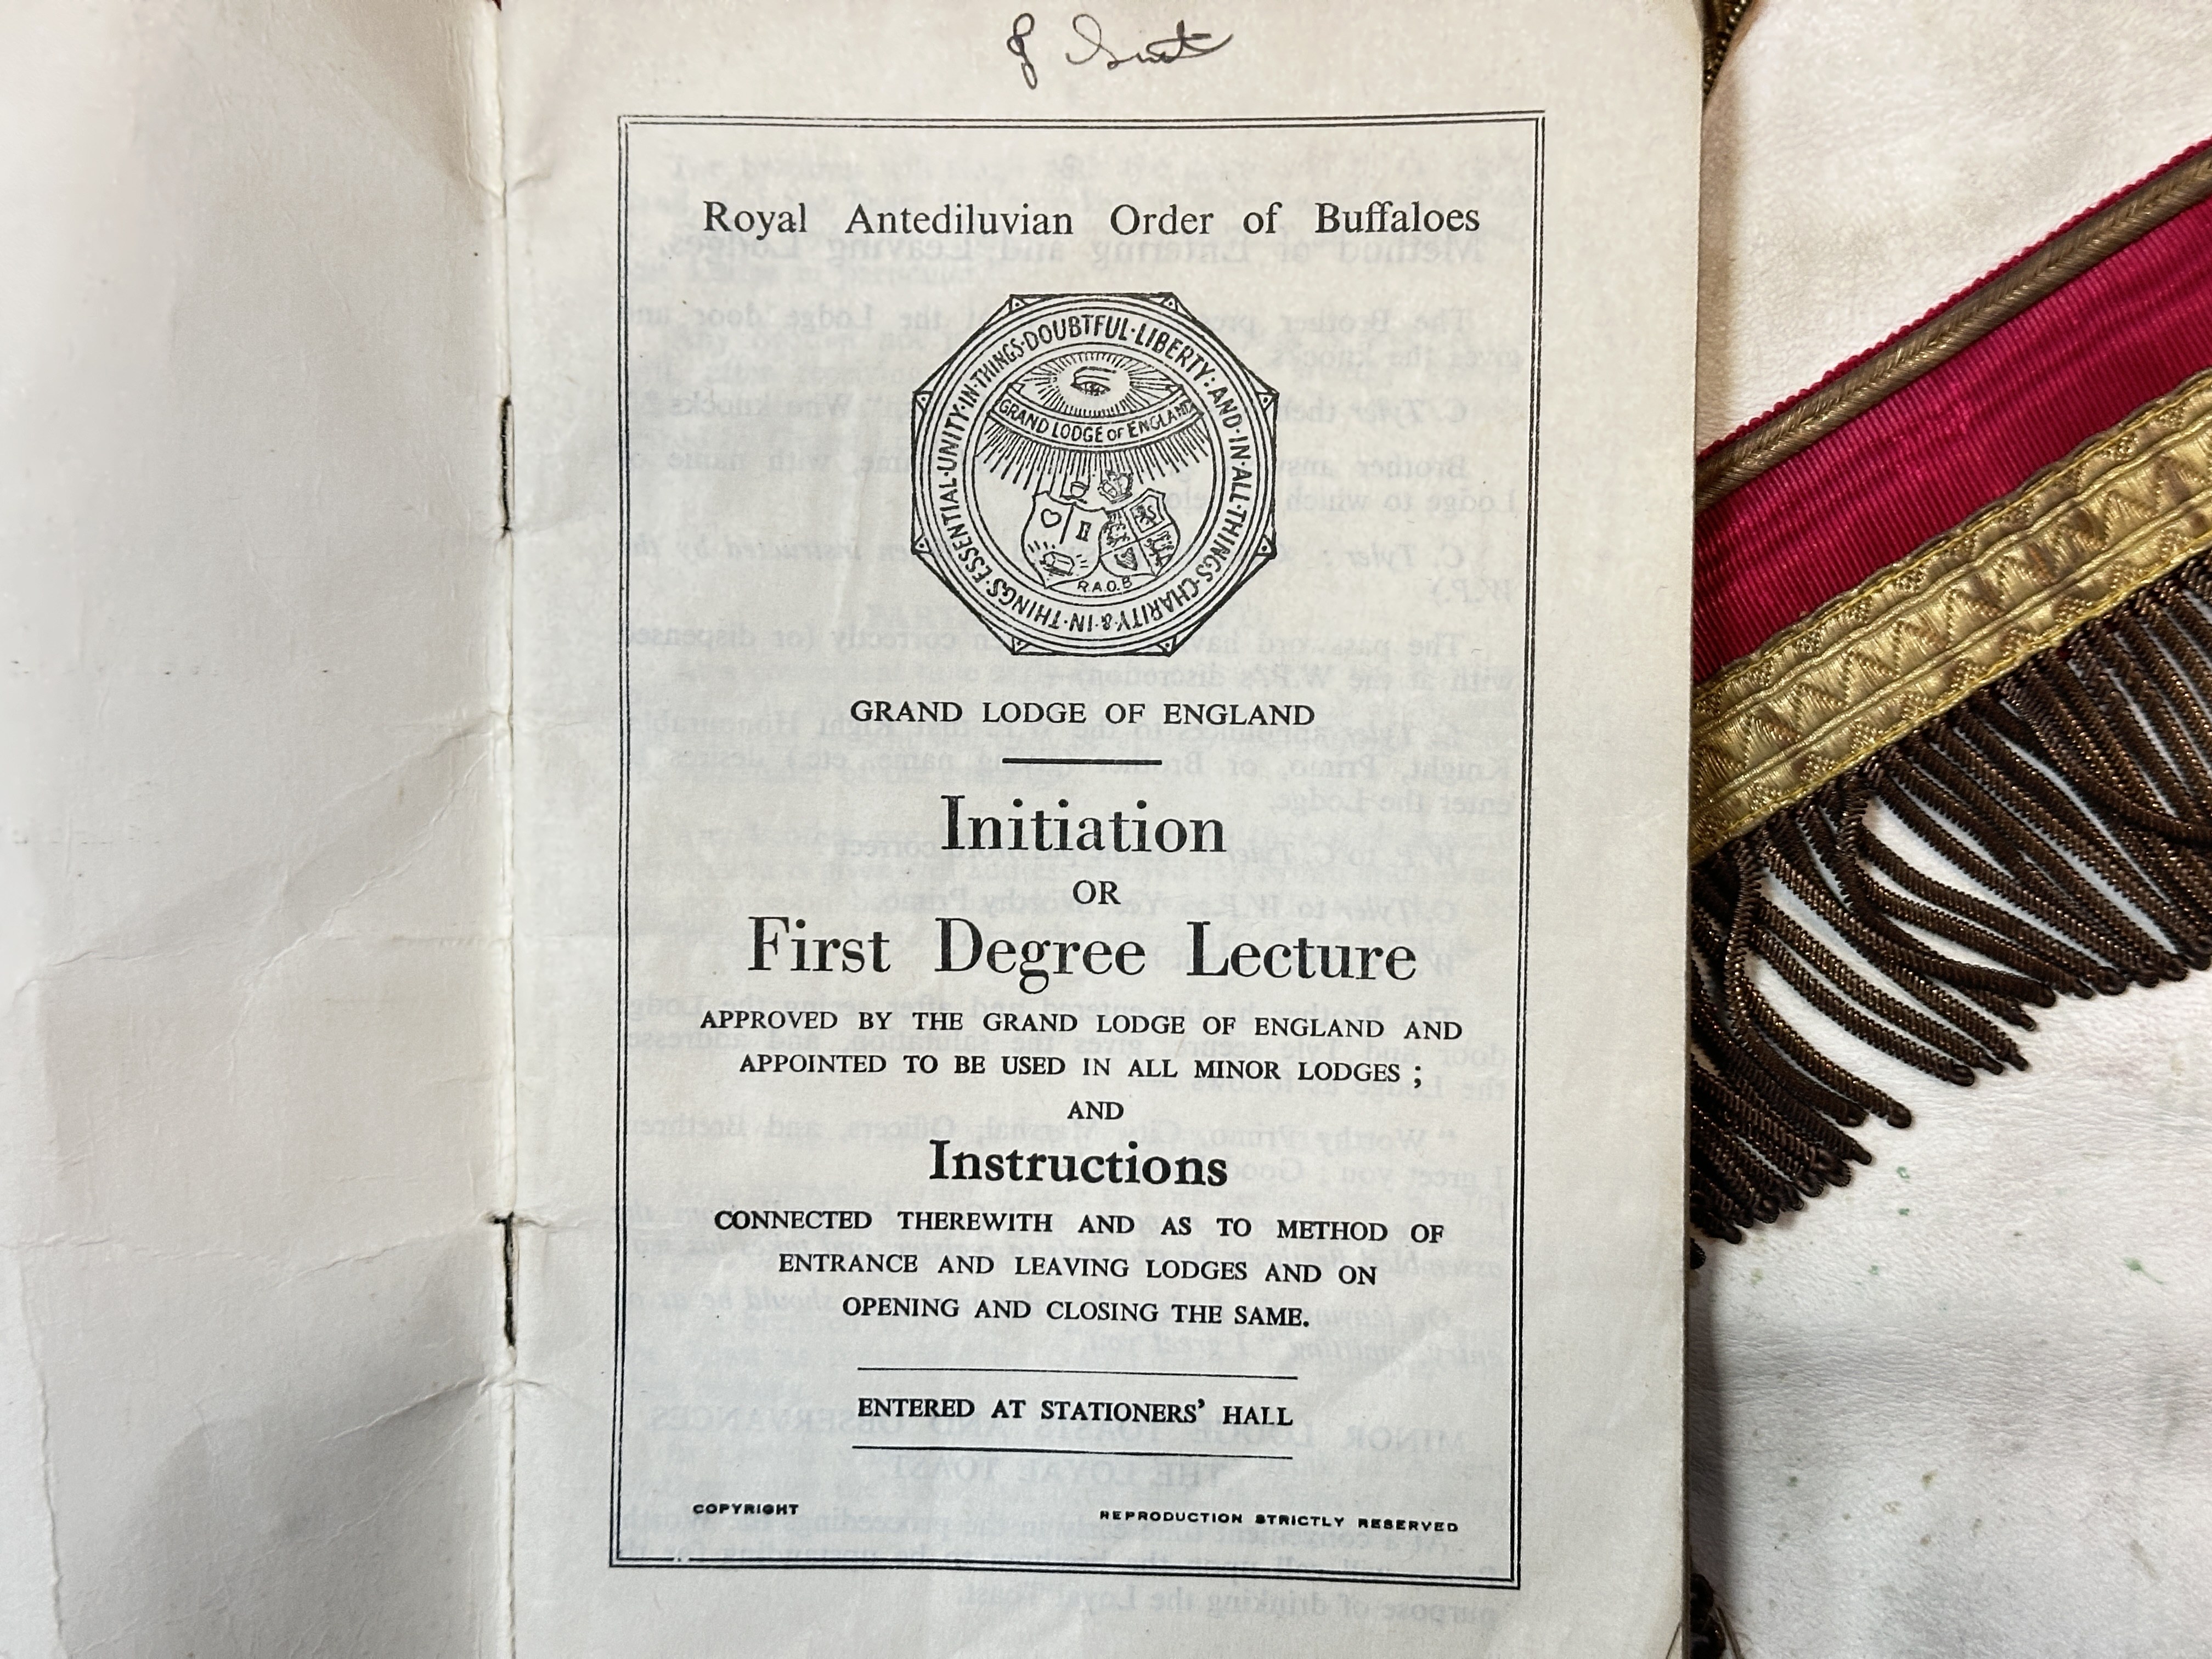 Royal Antediluvian Order of Buffaloes
IN·THINGS·ESSENTIAL·UNITY·IN·THINGS·DOUBTFUL·LIBERTY:AND·IN·ALL·THINGS·CHARITY·&·
GRAND LODGE OF ENGLAND
R.A.O.B
GRAND LODGE OF ENGLAND
Initiation
OR
First Degree Lecture
APPROVED BY THE GRAND LODGE OF ENGLAND AND
APPOINTED TO BE USED IN ALL MINOR LODGES ;
AND
Instructions
CONNECTED THEREWITH AND AS TO METHOD OF
ENTRANCE AND LEAVING LODGES AND ON
OPENING AND CLOSING THE SAME.
ENTERED AT STATIONERS' HALL
COPYRIGHT REPRODUCTION STRICTLY RESERVED